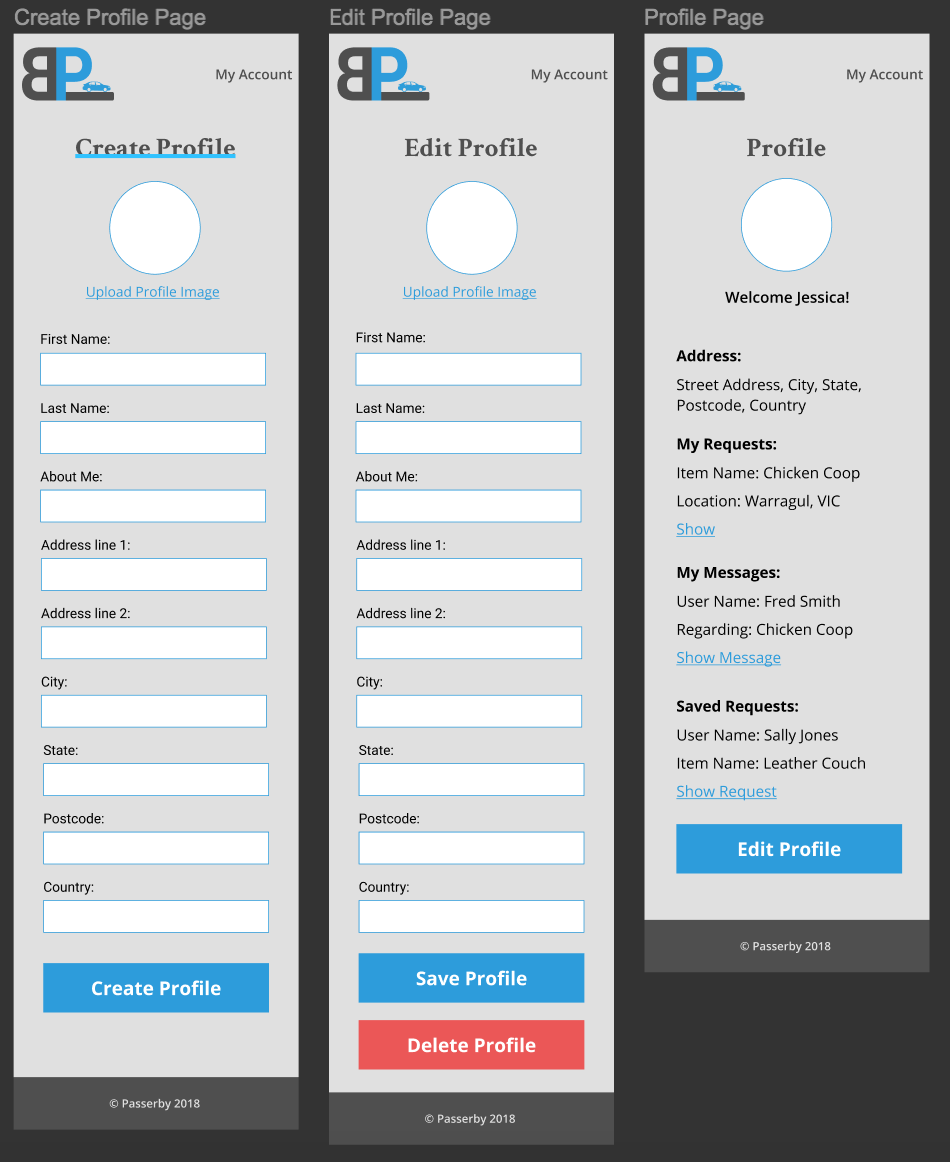 Create Profile Page
BP
My Account
Create Profile
Upload Profile Image
First Name:
Last Name:
About Me:
Address line 1:
Address line 2:
City:
State:
Postcode:
Country:
Create Profile
© Passerby 2018
Edit Profile Page
BP
My Account
Edit Profile
Upload Profile Image
First Name:
Last Name:
About Me:
Address line 1:
Address line 2:
City:
State:
Postcode:
Country:
Save Profile
Delete Profile
© Passerby 2018
Profile Page
BP
My Account
Profile
Welcome Jessica!
Address:
Street Address, City, State,
Postcode, Country
My Requests:
Item Name: Chicken Coop
Location: Warragul, VIC
Show
My Messages:
User Name: Fred Smith
Regarding: Chicken Coop
Show Message
Saved Requests:
User Name: Sally Jones
Item Name: Leather Couch
Show Request
Edit Profile
© Passerby 2018